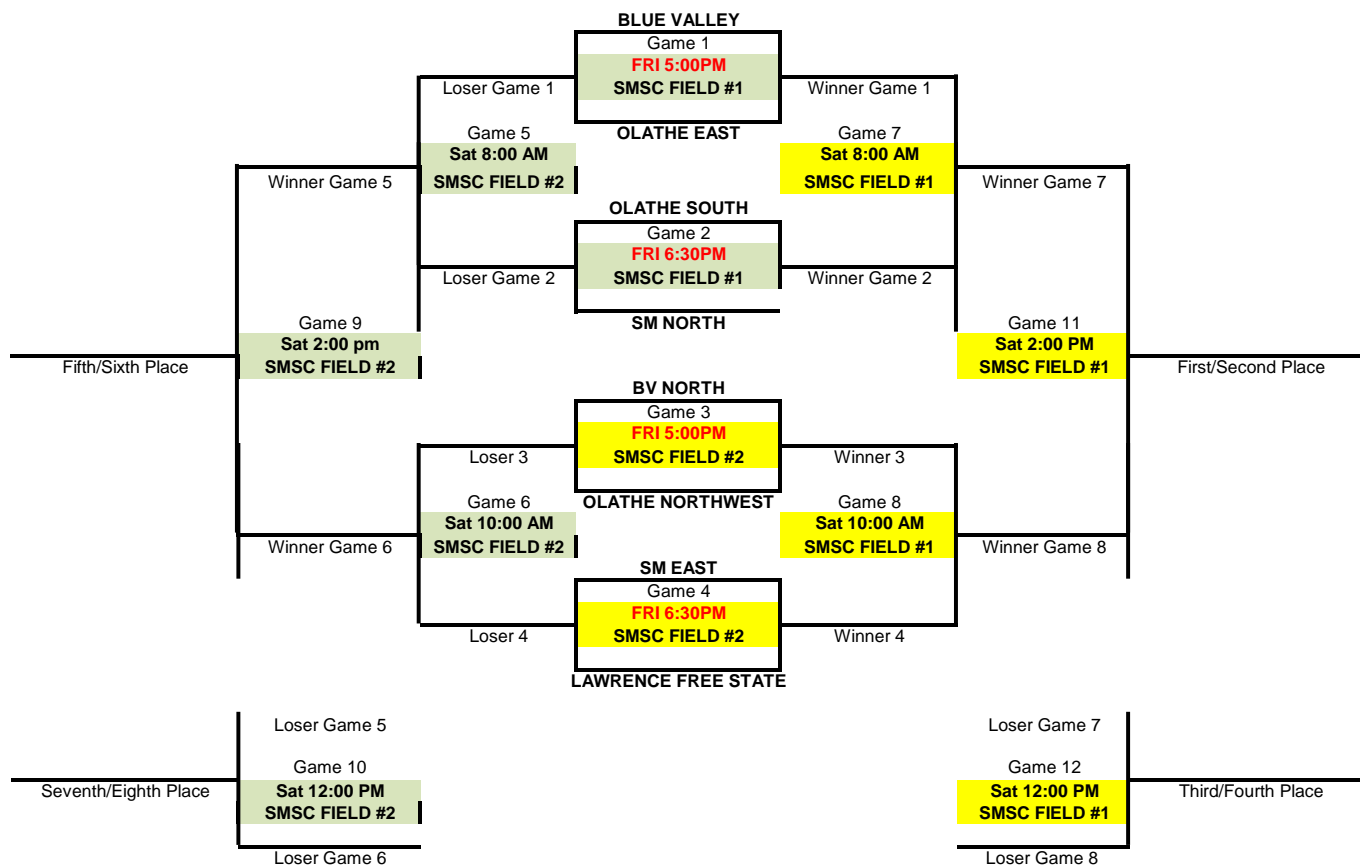 BLUE VALLEY
Game 1
FRI 5:00PM
Loser Game 1
SMSC FIELD #1
Winner Game 1
Game 5
OLATHE EAST
Game 7
Sat 8:00 AM
Sat 8:00 AM
Winner Game 5
SMSC FIELD #2
SMSC FIELD #1
Winner Game 7
OLATHE SOUTH
Game 2
FRI 6:30PM
Loser Game 2
SMSC FIELD #1
Winner Game 2
Game 9
SM NORTH
Game 11
Sat 2:00 pm
Sat 2:00 PM
Fifth/Sixth Place
SMSC FIELD #2
SMSC FIELD #1
First/Second Place
BV NORTH
Game 3
FRI 5:00PM
Loser 3
SMSC FIELD #2
Winner 3
Game 6
OLATHE NORTHWEST
Game 8
Sat 10:00 AM
Sat 10:00 AM
Winner Game 6
SMSC FIELD #2
SMSC FIELD #1
Winner Game 8
SM EAST
Game 4
FRI 6:30PM
Loser 4
SMSC FIELD #2
Winner 4
LAWRENCE FREE STATE
Loser Game 5
Loser Game 7
Game 10
Game 12
Seventh/Eighth Place
Sat 12:00 PM
Sat 12:00 PM
Third/Fourth Place
SMSC FIELD #2
SMSC FIELD #1
Loser Game 6
Loser Game 8